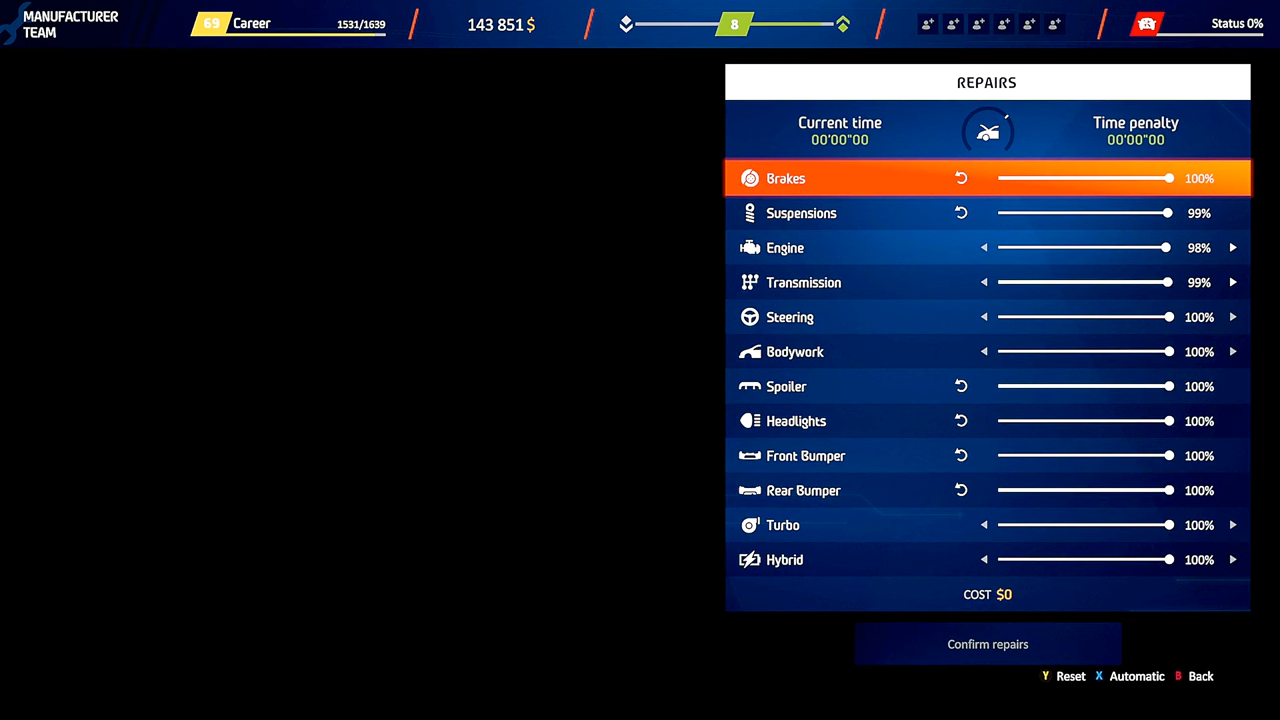 MANUFACTURER
TEAM
69 Career 1531/1639
143 851 $
8
Status 0%
REPAIRS
Current time Time penalty
00'00"00 00'00"00
Brakes 100%
Suspensions 99%
Engine 98%
Transmission 99%
Steering 100%
Bodywork 100%
Spoiler 100%
Headlights 100%
Front Bumper 100%
Rear Bumper 100%
Turbo 100%
Hybrid 100%
COST $0
Confirm repairs
Y Reset X Automatic B Back